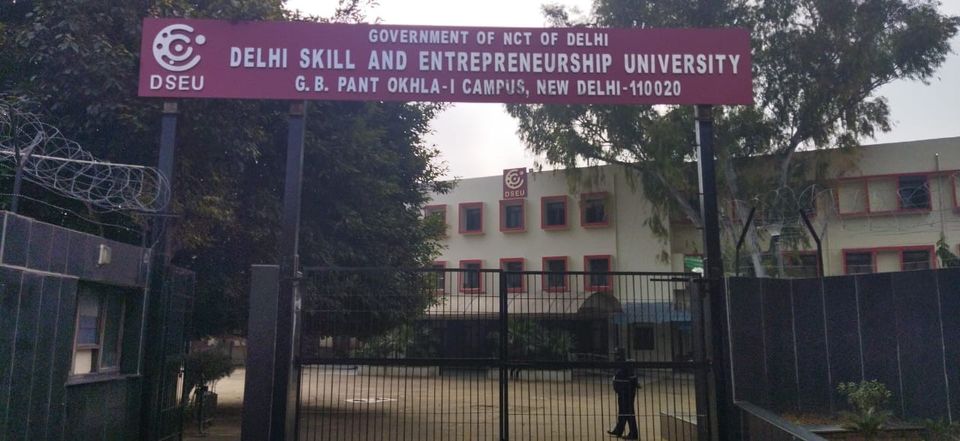 GOVERNMENT OF NCT OF DELHI
DELHI SKILL AND ENTREPRENEURSHIP UNIVERSITY
G. B. PANT OKHLA-I CAMPUS, NEW DELHI-110020
DSEU
DSEU